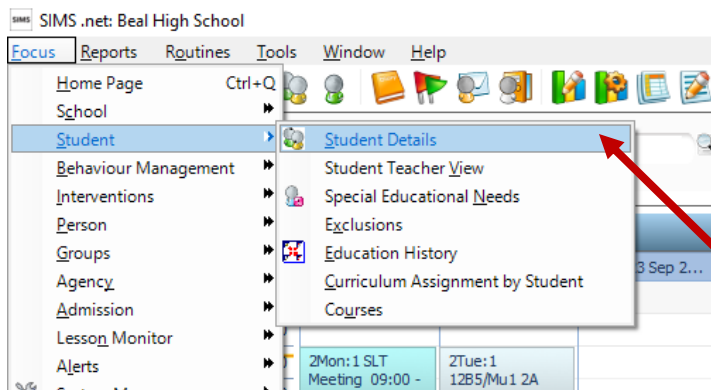 SIMS SIMS .net: Beal High School
Focus Reports Routines Tools Window Help
Home Page Ctrl+Q
School
Student
Behaviour Management
Interventions
Person
Groups
Agency
Admission
Lesson Monitor
Alerts
Student Details
Student Teacher View
Special Educational Needs
Exclusions
Education History
Curriculum Assignment by Student
Courses
3 Sep 2...
2Mon:1 SLT
Meeting 09:00 -
2Tue:1
12B5/Mu1 2A